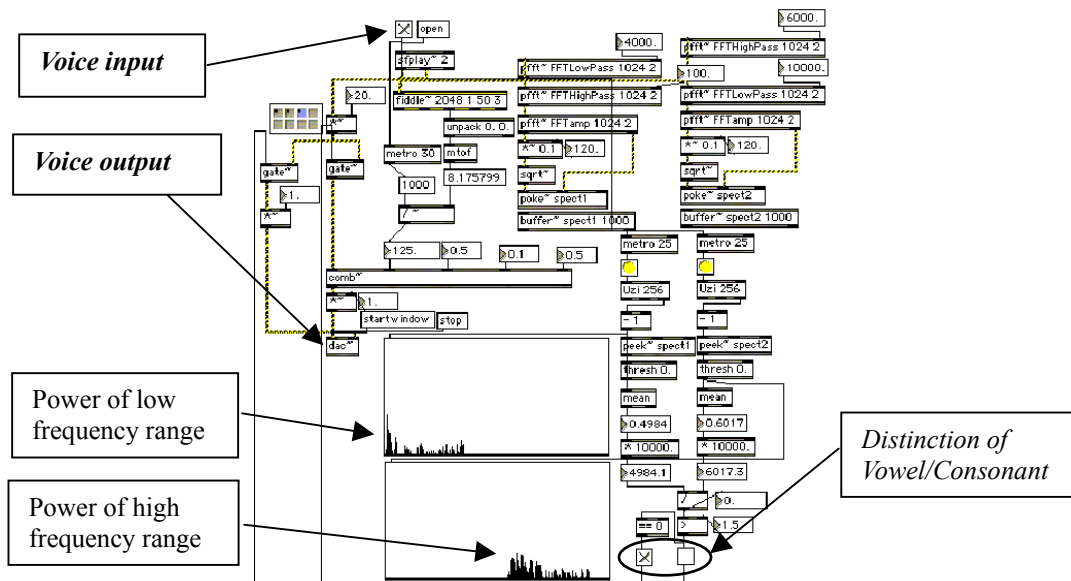 Voice input
Voice output
Power of low
frequency range
Power of high
frequency range
open
sfplay~ 2
fiddle~ 2048 1 50 3
20.
*~
unpack 0. 0.
metro 30
mtof
1000
8.175799
/ ~
gate~
gate~
1.
*~
125.
0.5
0.1
0.5
comb~
*~
1.
startwindow
stop
dac~
4000.
pfft~ FFTLowPass 1024 2
100.
pfft~ FFTHighPass 1024 2
pfft~ FFTamp 1024 2
*~ 0.1
120.
sqrt~
poke~ spect1
buffer~ spect1 1000
metro 25
Uzi 256
- 1
peek~ spect1
thresh 0.
mean
0.4984
* 10000.
4984.1
6000.
pfft~ FFTHighPass 1024 2
10000.
pfft~ FFTLowPass 1024 2
pfft~ FFTamp 1024 2
*~ 0.1
120.
sqrt~
poke~ spect2
buffer~ spect2 1000
metro 25
Uzi 256
- 1
peek~ spect2
thresh 0.
mean
0.6017
* 10000.
6017.3
/
0.
== 0
>
1.5
Distinction of
Vowel/Consonant